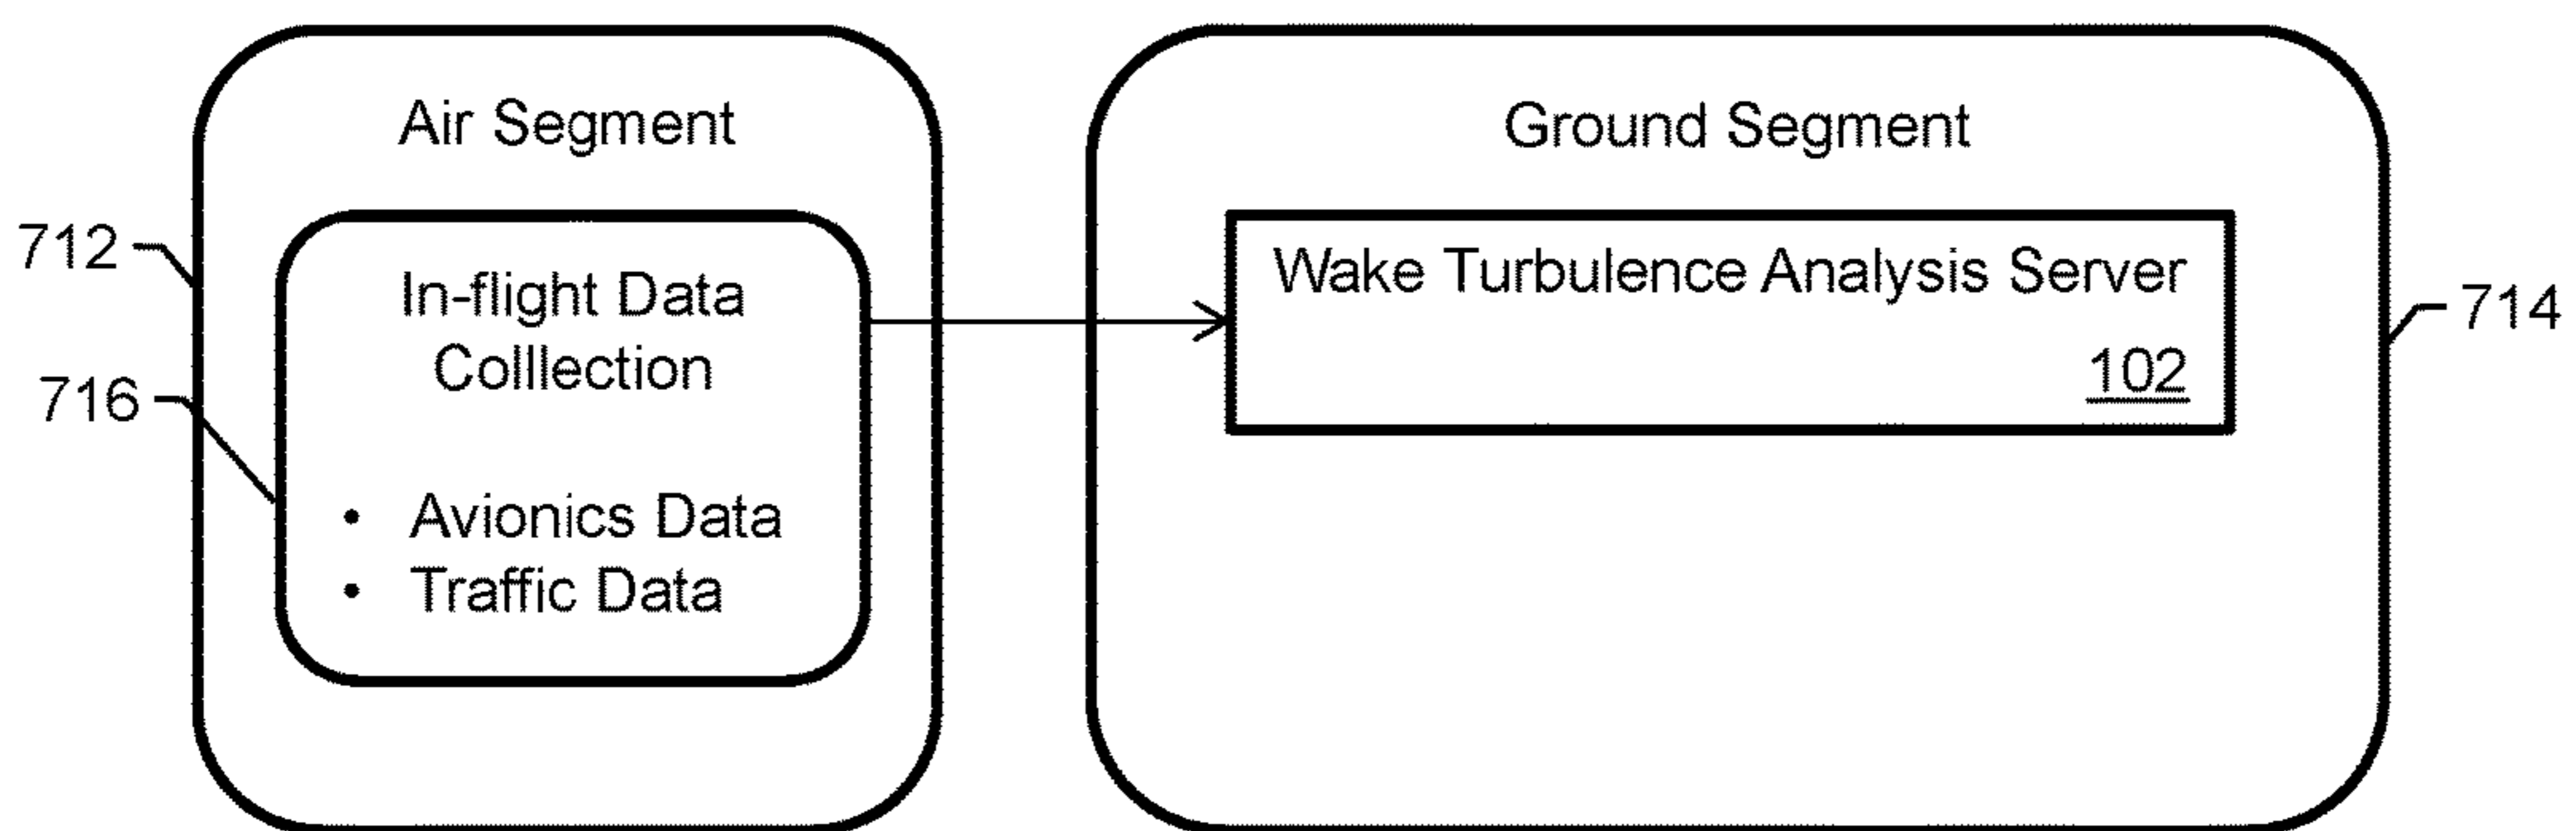 Air Segment
712
In-flight Data
Colllection
716
• Avionics Data
• Traffic Data
Ground Segment
Wake Turbulence Analysis Server
102
714